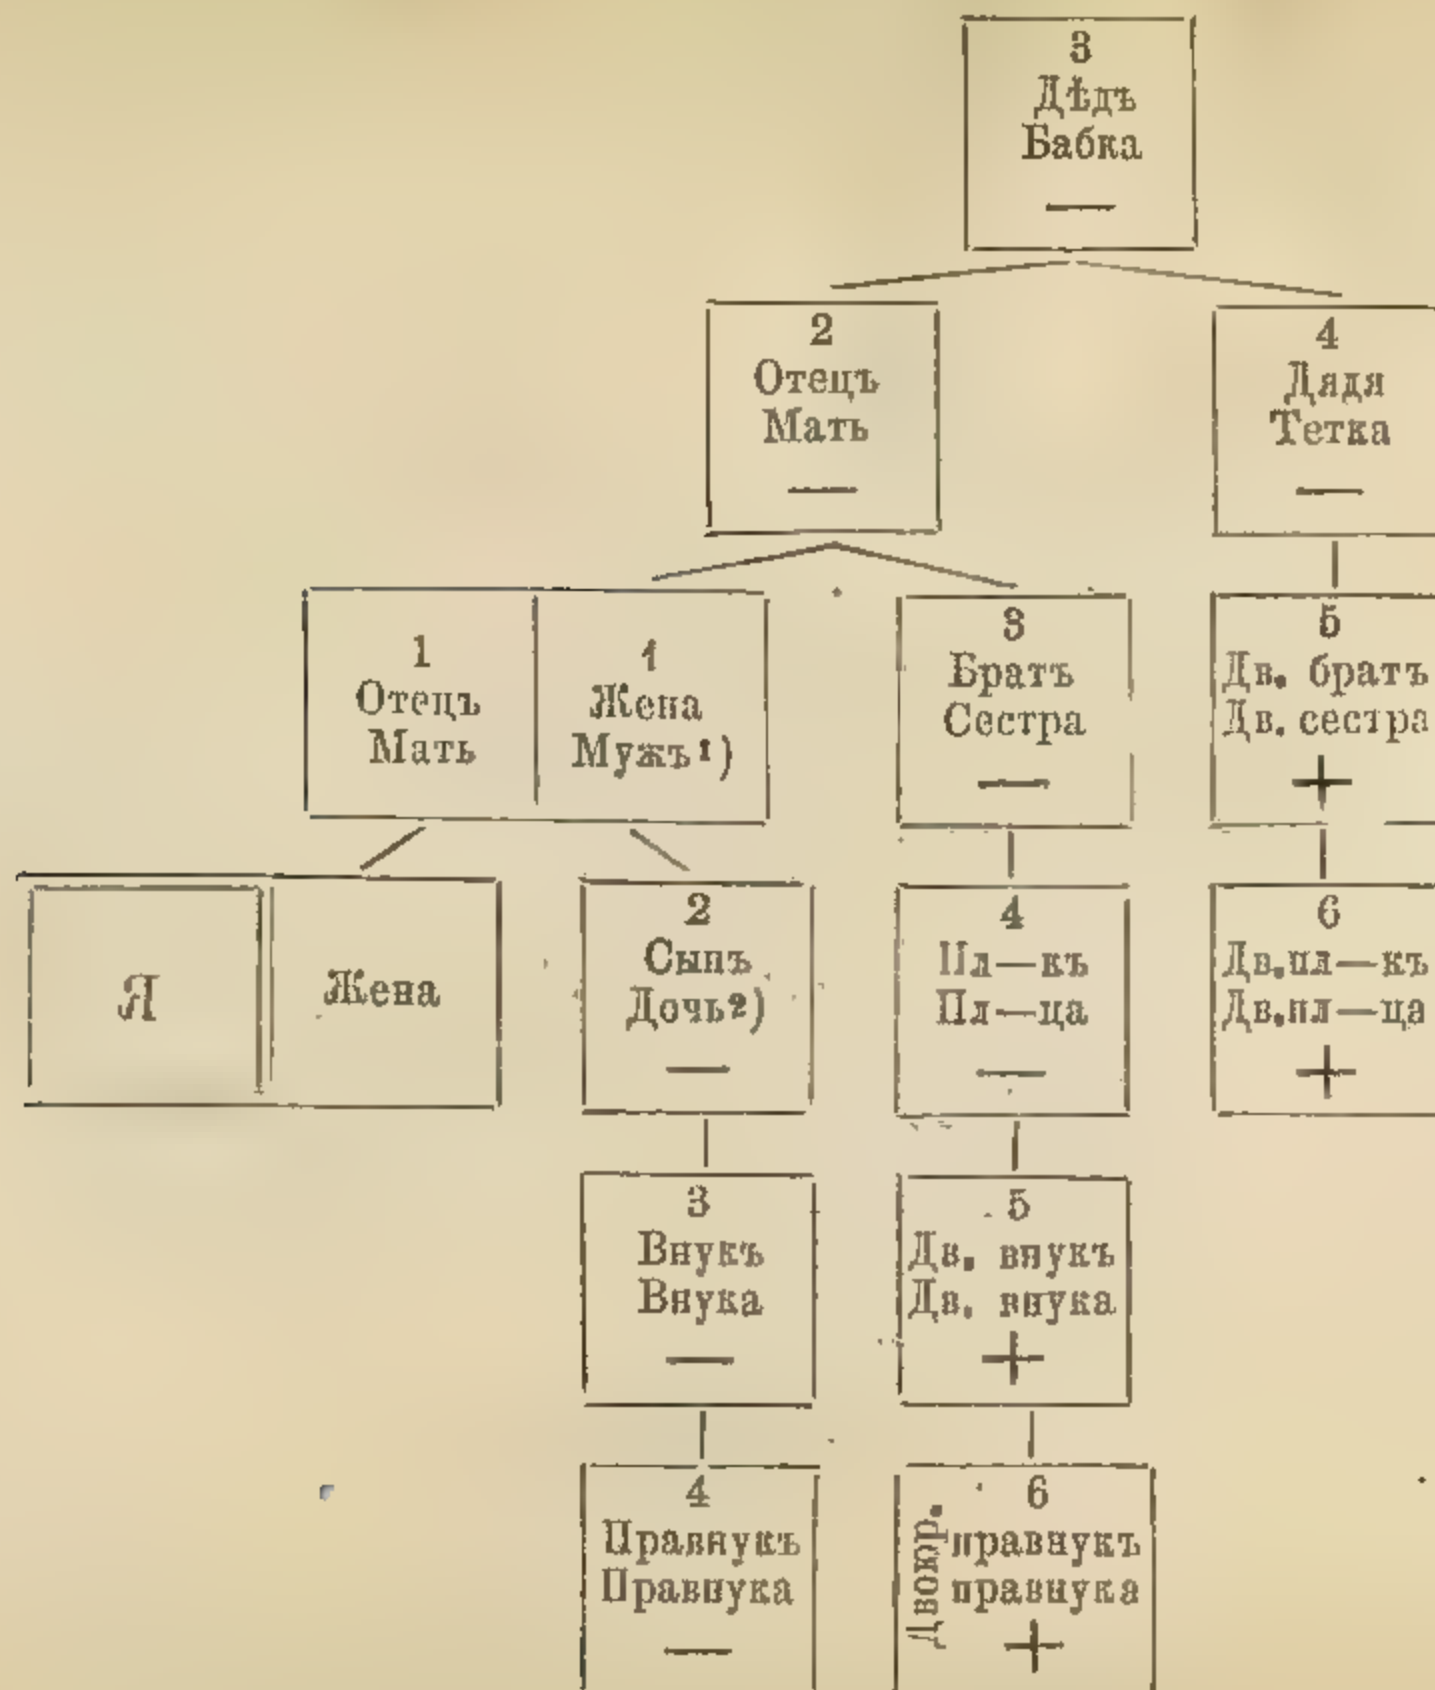 3
Дѣдъ
Бабка
—
2
Отецъ
Мать
—
4
Дядя
Тетка
—
1
Отецъ
Мать
1
Жена
Мужъ¹)
3
Братъ
Сестра
—
5
Дв. братъ
Дв. сестра
+
Я
Жена
2
Сынъ
Дочь²)
—
4
Пл—къ
Пл—ца
—
6
Дв.пл—къ
Дв.пл—ца
+
3
Внукъ
Внука
—
5
Дв. внукъ
Дв. внука
+
4
Правнукъ
Правнука
—
Двоюр.
6
правнукъ
правнука
+